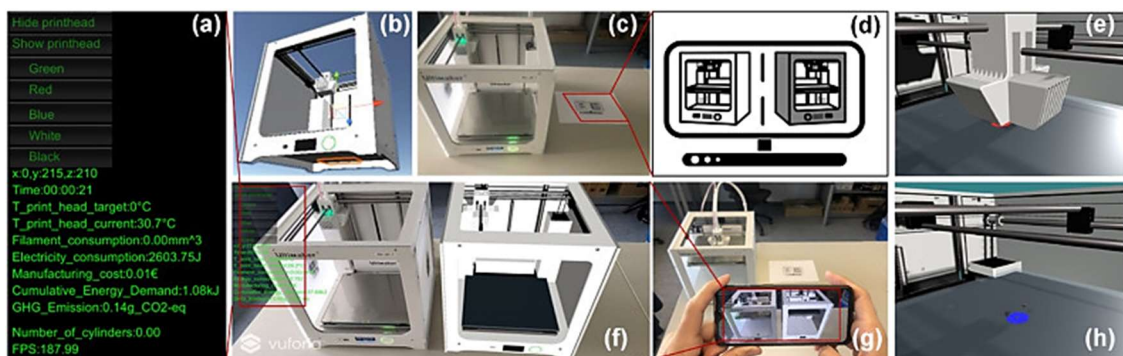 (a)
Hide printhead
Show printhead
Green
Red
Blue
White
Black
x:0,y:215,z:210
Time:00:00:21
T_print_head_target:0°C
T_print_head_current:30.7°C
Filament_consumption:0.00mm^3
Electricity_consumption:2603.75J
Manufacturing_cost:0.01€
Cumulative_Energy_Demand:1.08kJ
GHG_Emission:0.14g_CO2-eq
Number_of_cylinders:0.00
FPS:187.99
(b)
(c)
(d)
(e)
(f)
vuforia
(g)
(h)